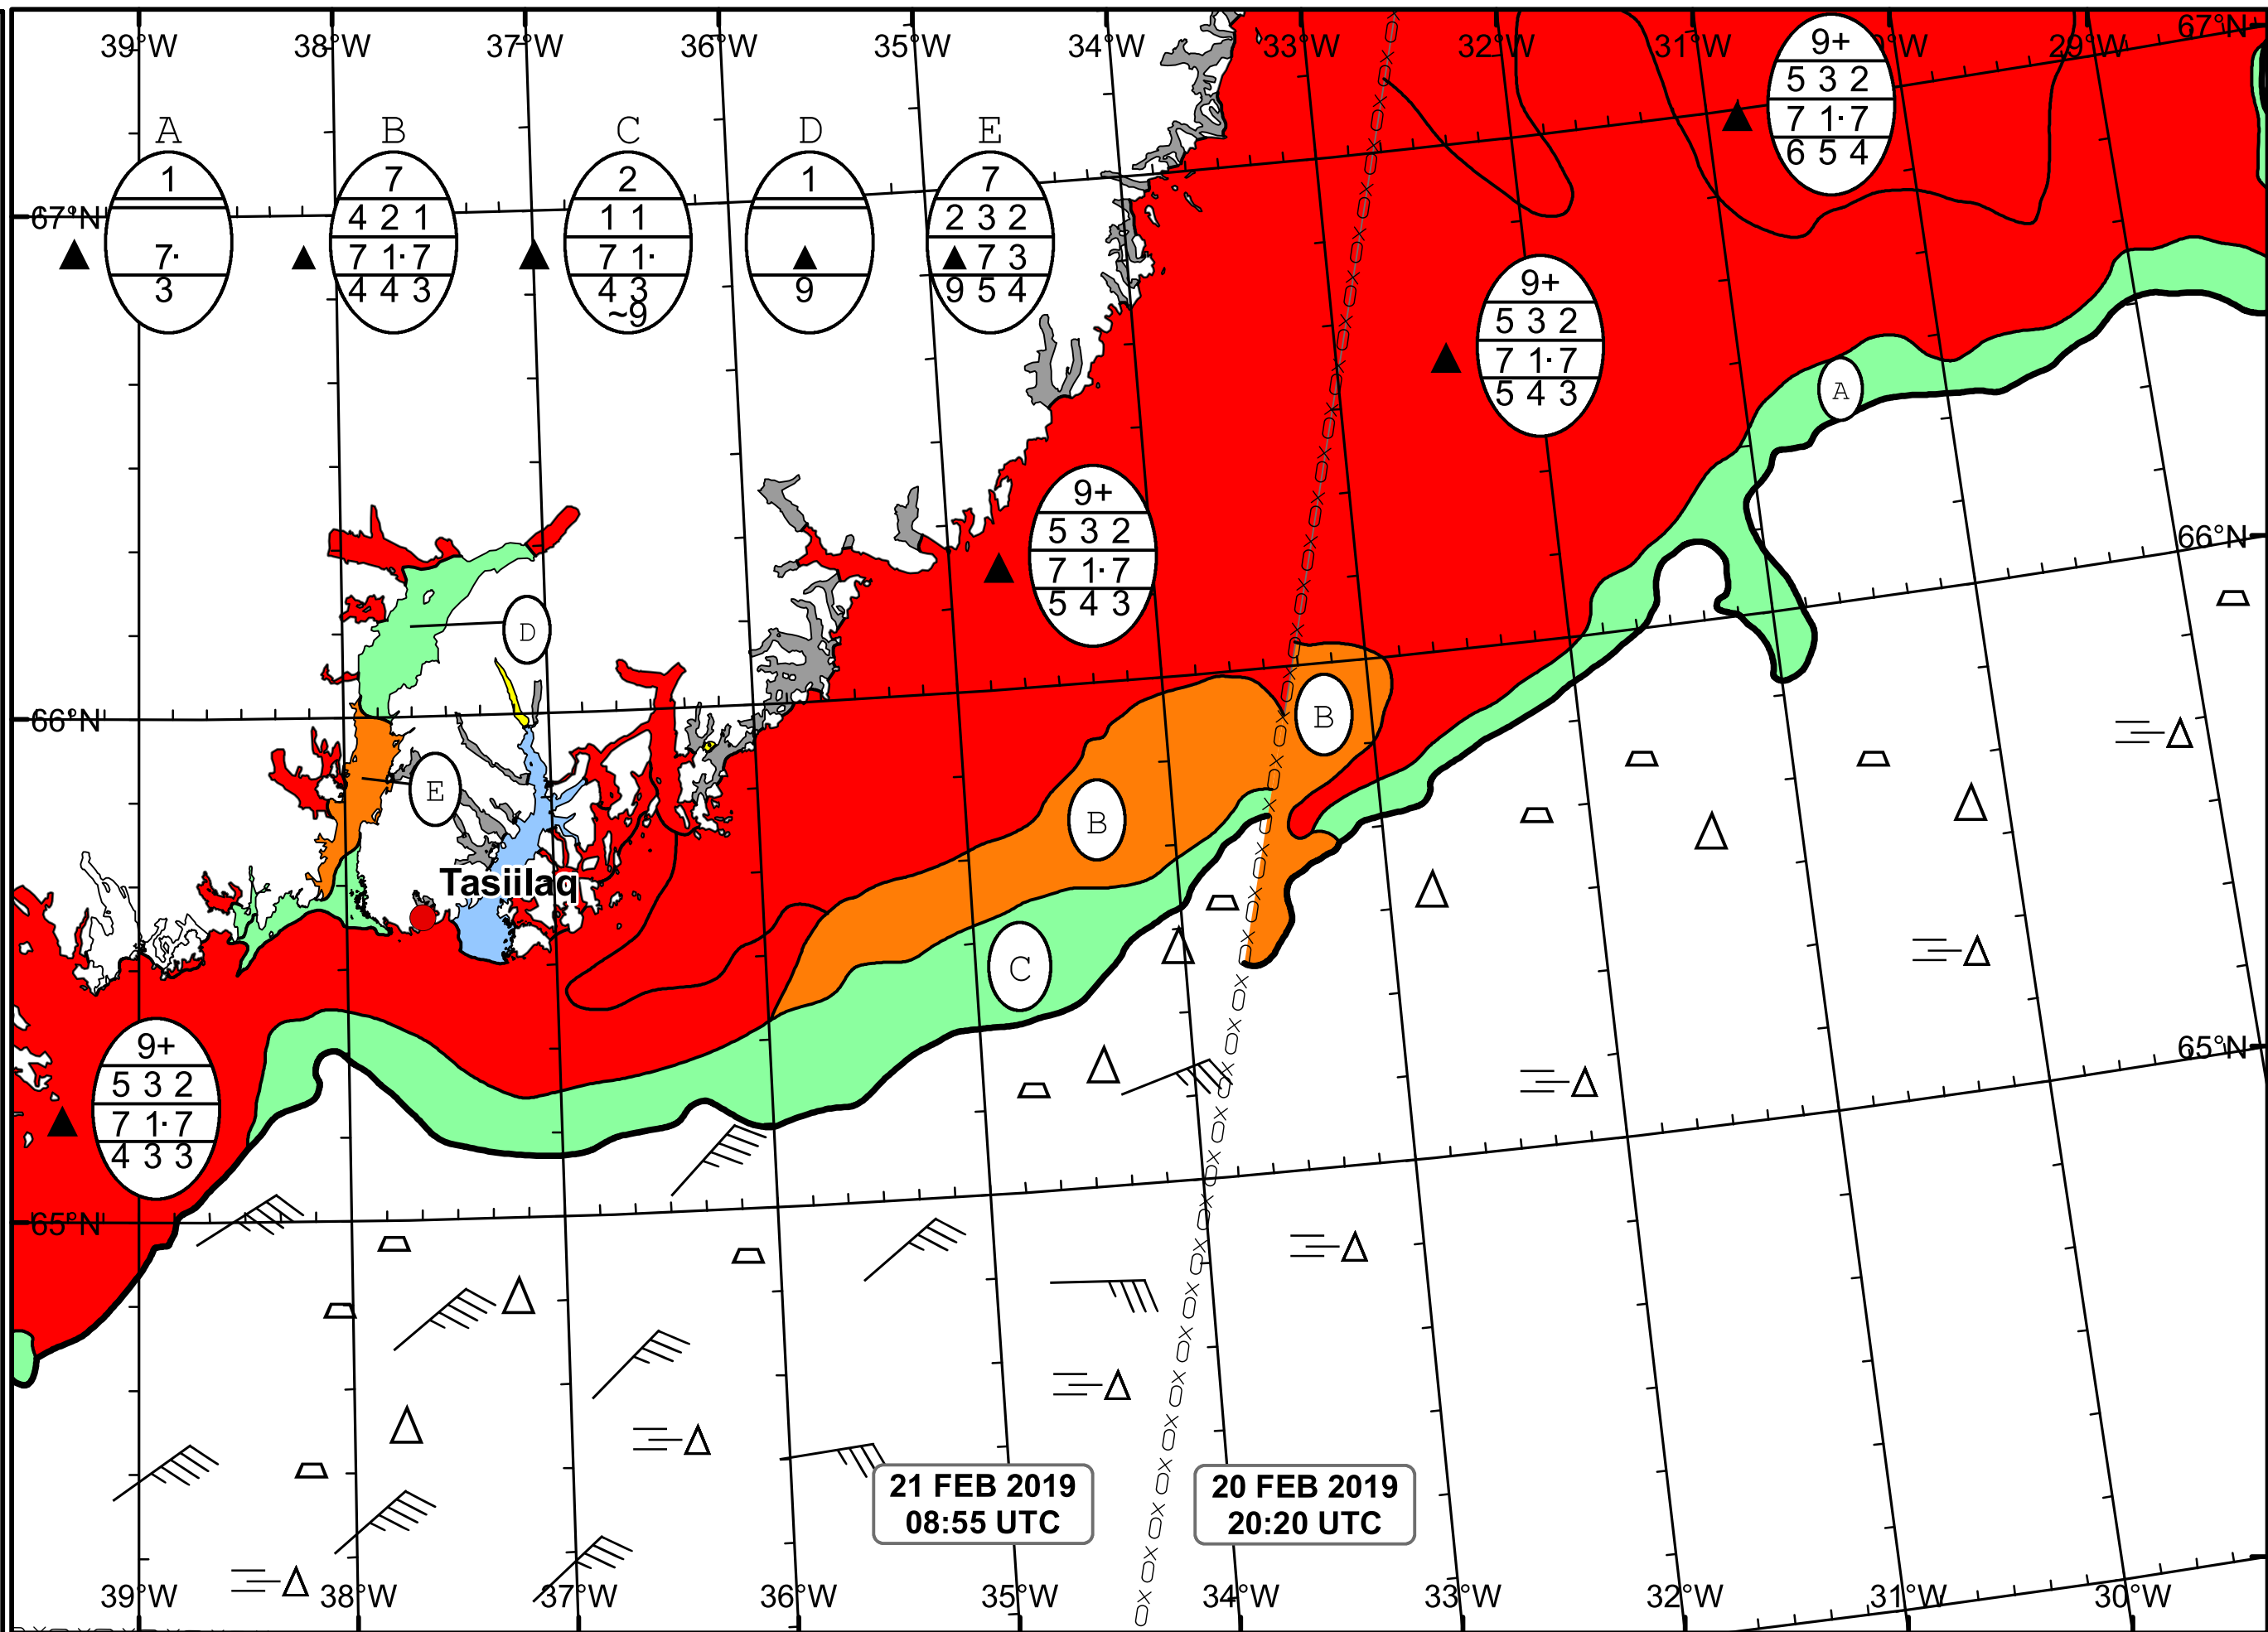 39°W 38°W 37°W 36°W 35°W 34°W 33°W 32°W 31°W 29°W 67°N
9+
5 3 2
7 1· 7
6 5 4
A B C D E
1
7·
3
7
4 2 1
7 1· 7
4 4 3
2
1 1
7 1·
4 3
~9
1
▲
9
7
2 3 2
▲ 7 3
9 5 4
67°N
9+
5 3 2
7 1· 7
5 4 3
A
9+
5 3 2
7 1· 7
5 4 3
66°N
D
66°N
B
E
B
Tasiilaq
C
9+
5 3 2
7 1· 7
4 3 3
65°N
65°N
21 FEB 2019
08:55 UTC
20 FEB 2019
20:20 UTC
39°W 38°W 37°W 36°W 35°W 34°W 33°W 32°W 31°W 30°W